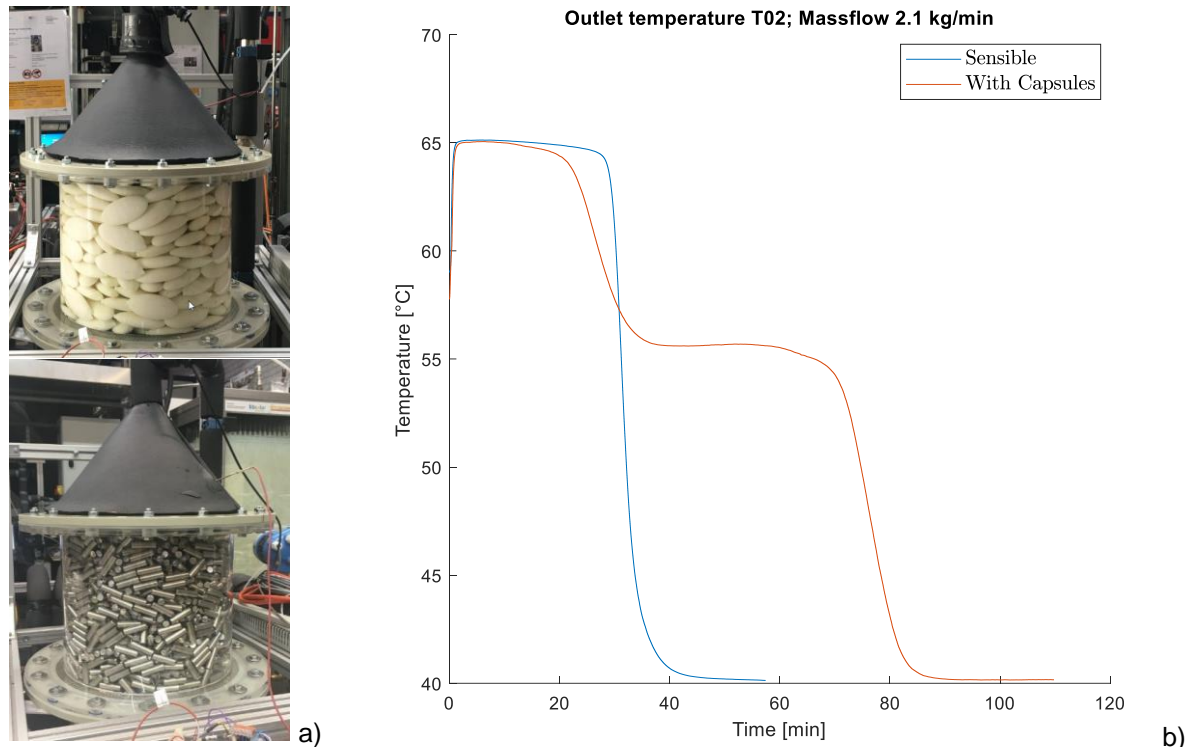 a)
Outlet temperature T02; Massflow 2.1 kg/min
Sensible
With Capsules
Temperature [°C]
70
65
60
55
50
45
40
0 20 40 60 80 100 120
Time [min]
b)